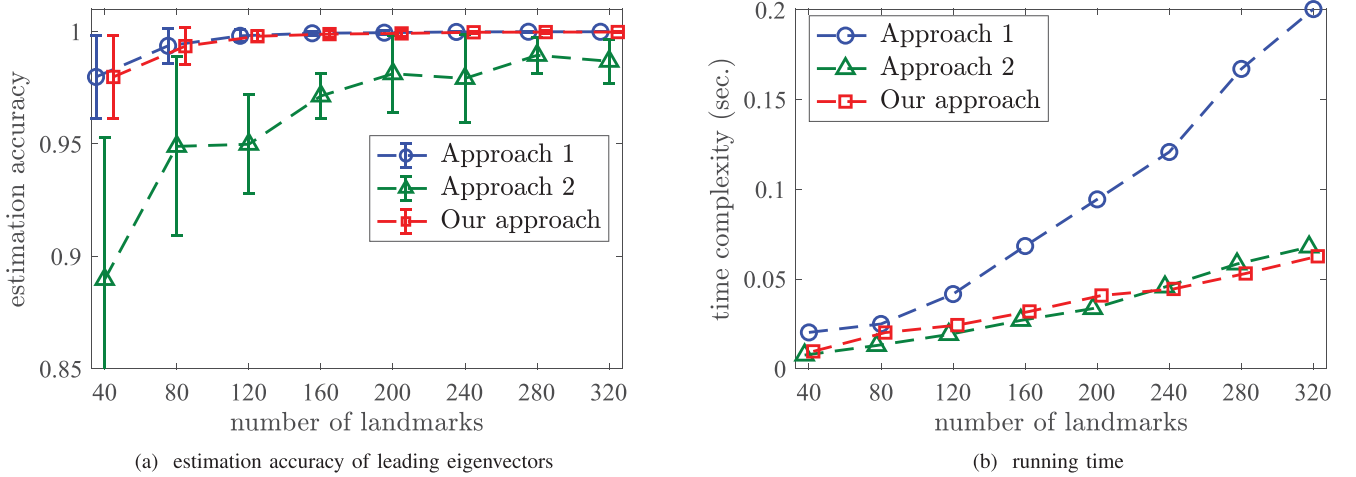 1
0.95
0.9
0.85
estimation accuracy
40 80 120 160 200 240 280 320
number of landmarks
Approach 1
Approach 2
Our approach
(a) estimation accuracy of leading eigenvectors
0.2
0.15
0.1
0.05
0
time complexity (sec.)
40 80 120 160 200 240 280 320
number of landmarks
Approach 1
Approach 2
Our approach
(b) running time